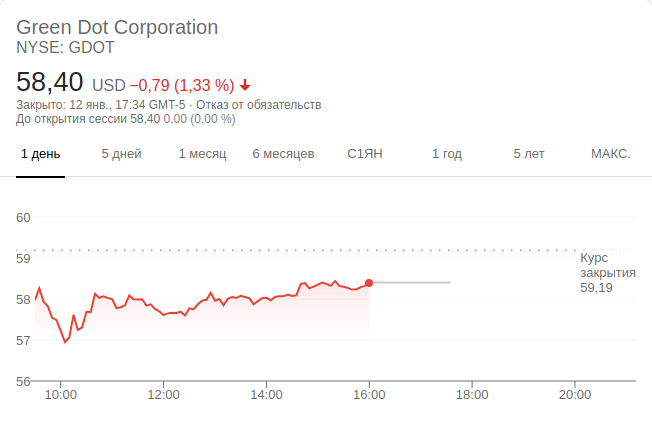 Green Dot Corporation
NYSE: GDOT
58,40 USD −0,79 (1,33 %)
Закрыто: 12 янв., 17:34 GMT-5 · Отказ от обязательств
До открытия сессии 58,40 0,00 (0,00 %)
1 день 5 дней 1 месяц 6 месяцев С1ЯН 1 год 5 лет МАКС.
60
59
Курс
закрытия
59,19
58
57
56
10:00 12:00 14:00 16:00 18:00 20:00